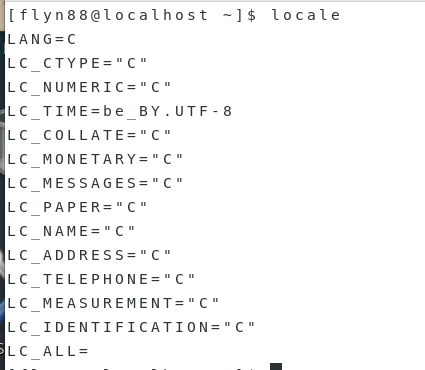 [flyn88@localhost ~]$ locale
LANG=C
LC_CTYPE="C"
LC_NUMERIC="C"
LC_TIME=be_BY.UTF-8
LC_COLLATE="C"
LC_MONETARY="C"
LC_MESSAGES="C"
LC_PAPER="C"
LC_NAME="C"
LC_ADDRESS="C"
LC_TELEPHONE="C"
LC_MEASUREMENT="C"
LC_IDENTIFICATION="C"
LC_ALL=